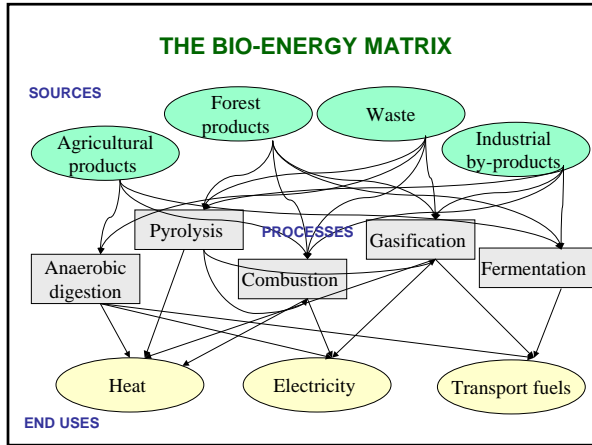 THE BIO-ENERGY MATRIX
SOURCES
Forest
products
Waste
Agricultural
products
Industrial
by-products
Pyrolysis
PROCESSES
Gasification
Anaerobic
digestion
Combustion
Fermentation
Heat
Electricity
Transport fuels
END USES